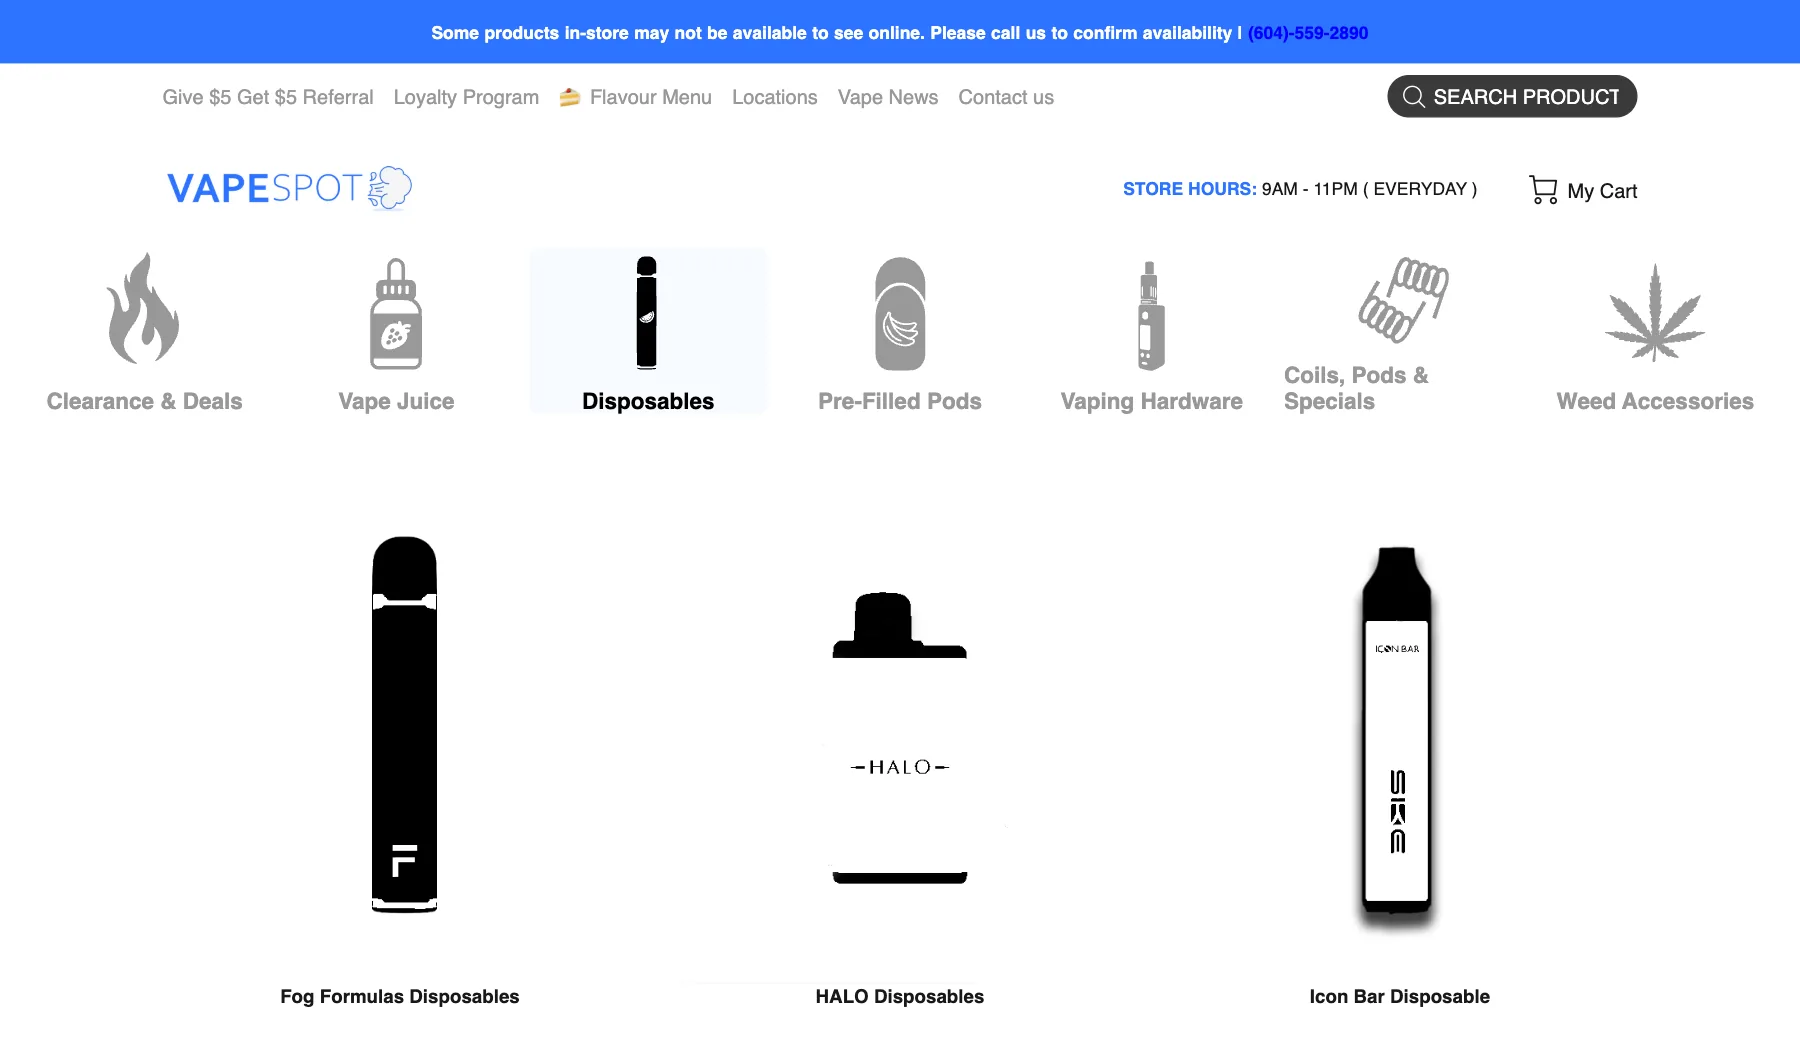 Some products in-store may not be available to see online. Please call us to confirm availability | (604)-559-2890
Give $5 Get $5 Referral Loyalty Program 🍰 Flavour Menu Locations Vape News Contact us
SEARCH PRODUCT
VAPESPOT
STORE HOURS: 9AM - 11PM ( EVERYDAY )
My Cart
Clearance & Deals
Vape Juice
Disposables
Pre-Filled Pods
Vaping Hardware
Coils, Pods &
Specials
Weed Accessories
F
HALO
ICON BAR
SKE
Fog Formulas Disposables
HALO Disposables
Icon Bar Disposable